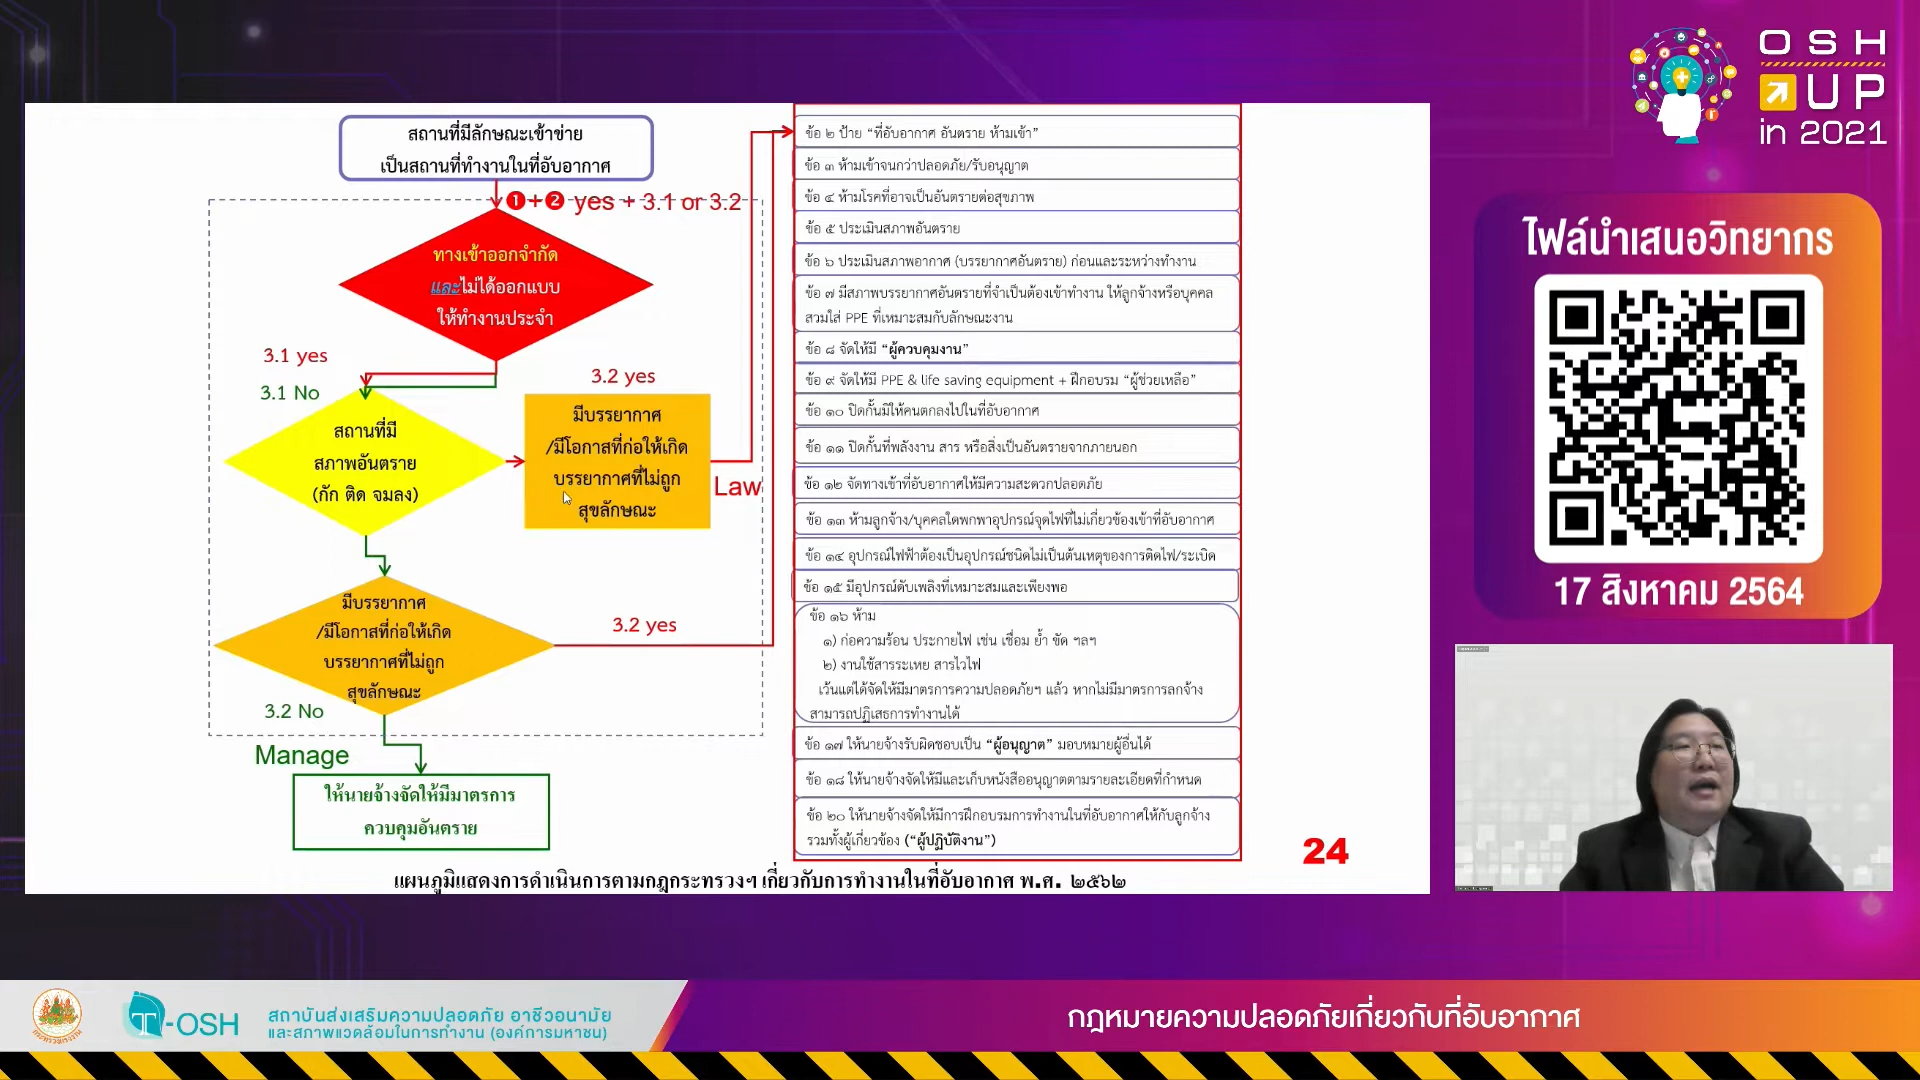 OSH
UP
in 2021
สถานที่มีลักษณะเข้าข่าย
เป็นสถานที่ทำงานในที่อับอากาศ
❶+❷ yes + 3.1 or 3.2
ทางเข้าออกจำกัด
และไม่ได้ออกแบบ
ให้ทำงานประจำ
3.1 yes
3.1 No
สถานที่มี
สภาพอันตราย
(กัก ติด จมลง)
3.2 yes
มีบรรยากาศ
/มีโอกาสที่ก่อให้เกิด
บรรยากาศที่ไม่ถูก
สุขลักษณะ
Law
มีบรรยากาศ
/มีโอกาสที่ก่อให้เกิด
บรรยากาศที่ไม่ถูก
สุขลักษณะ
3.2 yes
3.2 No
Manage
ให้นายจ้างจัดให้มีมาตรการ
ควบคุมอันตราย
ข้อ ๒ ป้าย “ที่อับอากาศ อันตราย ห้ามเข้า”
ข้อ ๓ ห้ามเข้าจนกว่าปลอดภัย/รับอนุญาต
ข้อ ๔ ห้ามโรคที่อาจเป็นอันตรายต่อสุขภาพ
ข้อ ๕ ประเมินสภาพอันตราย
ข้อ ๖ ประเมินสภาพอากาศ (บรรยากาศอันตราย) ก่อนและระหว่างทำงาน
ข้อ ๗ มีสภาพบรรยากาศอันตรายที่จำเป็นต้องเข้าทำงาน ให้ลูกจ้างหรือบุคคล
สวมใส่ PPE ที่เหมาะสมกับลักษณะงาน
ข้อ ๘ จัดให้มี “ผู้ควบคุมงาน”
ข้อ ๙ จัดให้มี PPE & life saving equipment + ฝึกอบรม “ผู้ช่วยเหลือ”
ข้อ ๑๐ ปิดกั้นมิให้คนตกลงไปในที่อับอากาศ
ข้อ ๑๑ ปิดกั้นที่พลังงาน สาร หรือสิ่งเป็นอันตรายจากภายนอก
ข้อ ๑๒ จัดทางเข้าที่อับอากาศให้มีความสะดวกปลอดภัย
ข้อ ๑๓ ห้ามลูกจ้าง/บุคคลใดพกพาอุปกรณ์จุดไฟที่ไม่เกี่ยวข้องเข้าที่อับอากาศ
ข้อ ๑๔ อุปกรณ์ไฟฟ้าต้องเป็นอุปกรณ์ชนิดไม่เป็นต้นเหตุของการติดไฟ/ระเบิด
ข้อ ๑๕ มีอุปกรณ์ดับเพลิงที่เหมาะสมและเพียงพอ
ข้อ ๑๖ ห้าม
๑) ก่อความร้อน ประกายไฟ เช่น เชื่อม ย้ำ ขัด ฯลฯ
๒) งานใช้สารระเหย สารไวไฟ
เว้นแต่ได้จัดให้มีมาตรการความปลอดภัยฯ แล้ว หากไม่มีมาตรการลกจ้าง
สามารถปฏิเสธการทำงานได้
ข้อ ๑๗ ให้นายจ้างรับผิดชอบเป็น “ผู้อนุญาต” มอบหมายผู้อื่นได้
ข้อ ๑๘ ให้นายจ้างจัดให้มีและเก็บหนังสืออนุญาตตามรายละเอียดที่กำหนด
ข้อ ๒๐ ให้นายจ้างจัดให้มีการฝึกอบรมการทำงานในที่อับอากาศให้กับลูกจ้าง
รวมทั้งผู้เกี่ยวข้อง (“ผู้ปฏิบัติงาน”)
24
แผนภูมิแสดงการดำเนินการตามกฎกระทรวงฯ เกี่ยวกับการทำงานในที่อับอากาศ พ.ศ. ๒๕๖๒
ไฟล์นำเสนอวิทยากร
17 สิงหาคม 2564
T-OSH
สถาบันส่งเสริมความปลอดภัย อาชีวอนามัย
และสภาพแวดล้อมในการทำงาน (องค์การมหาชน)
กฎหมายความปลอดภัยเกี่ยวกับที่อับอากาศ